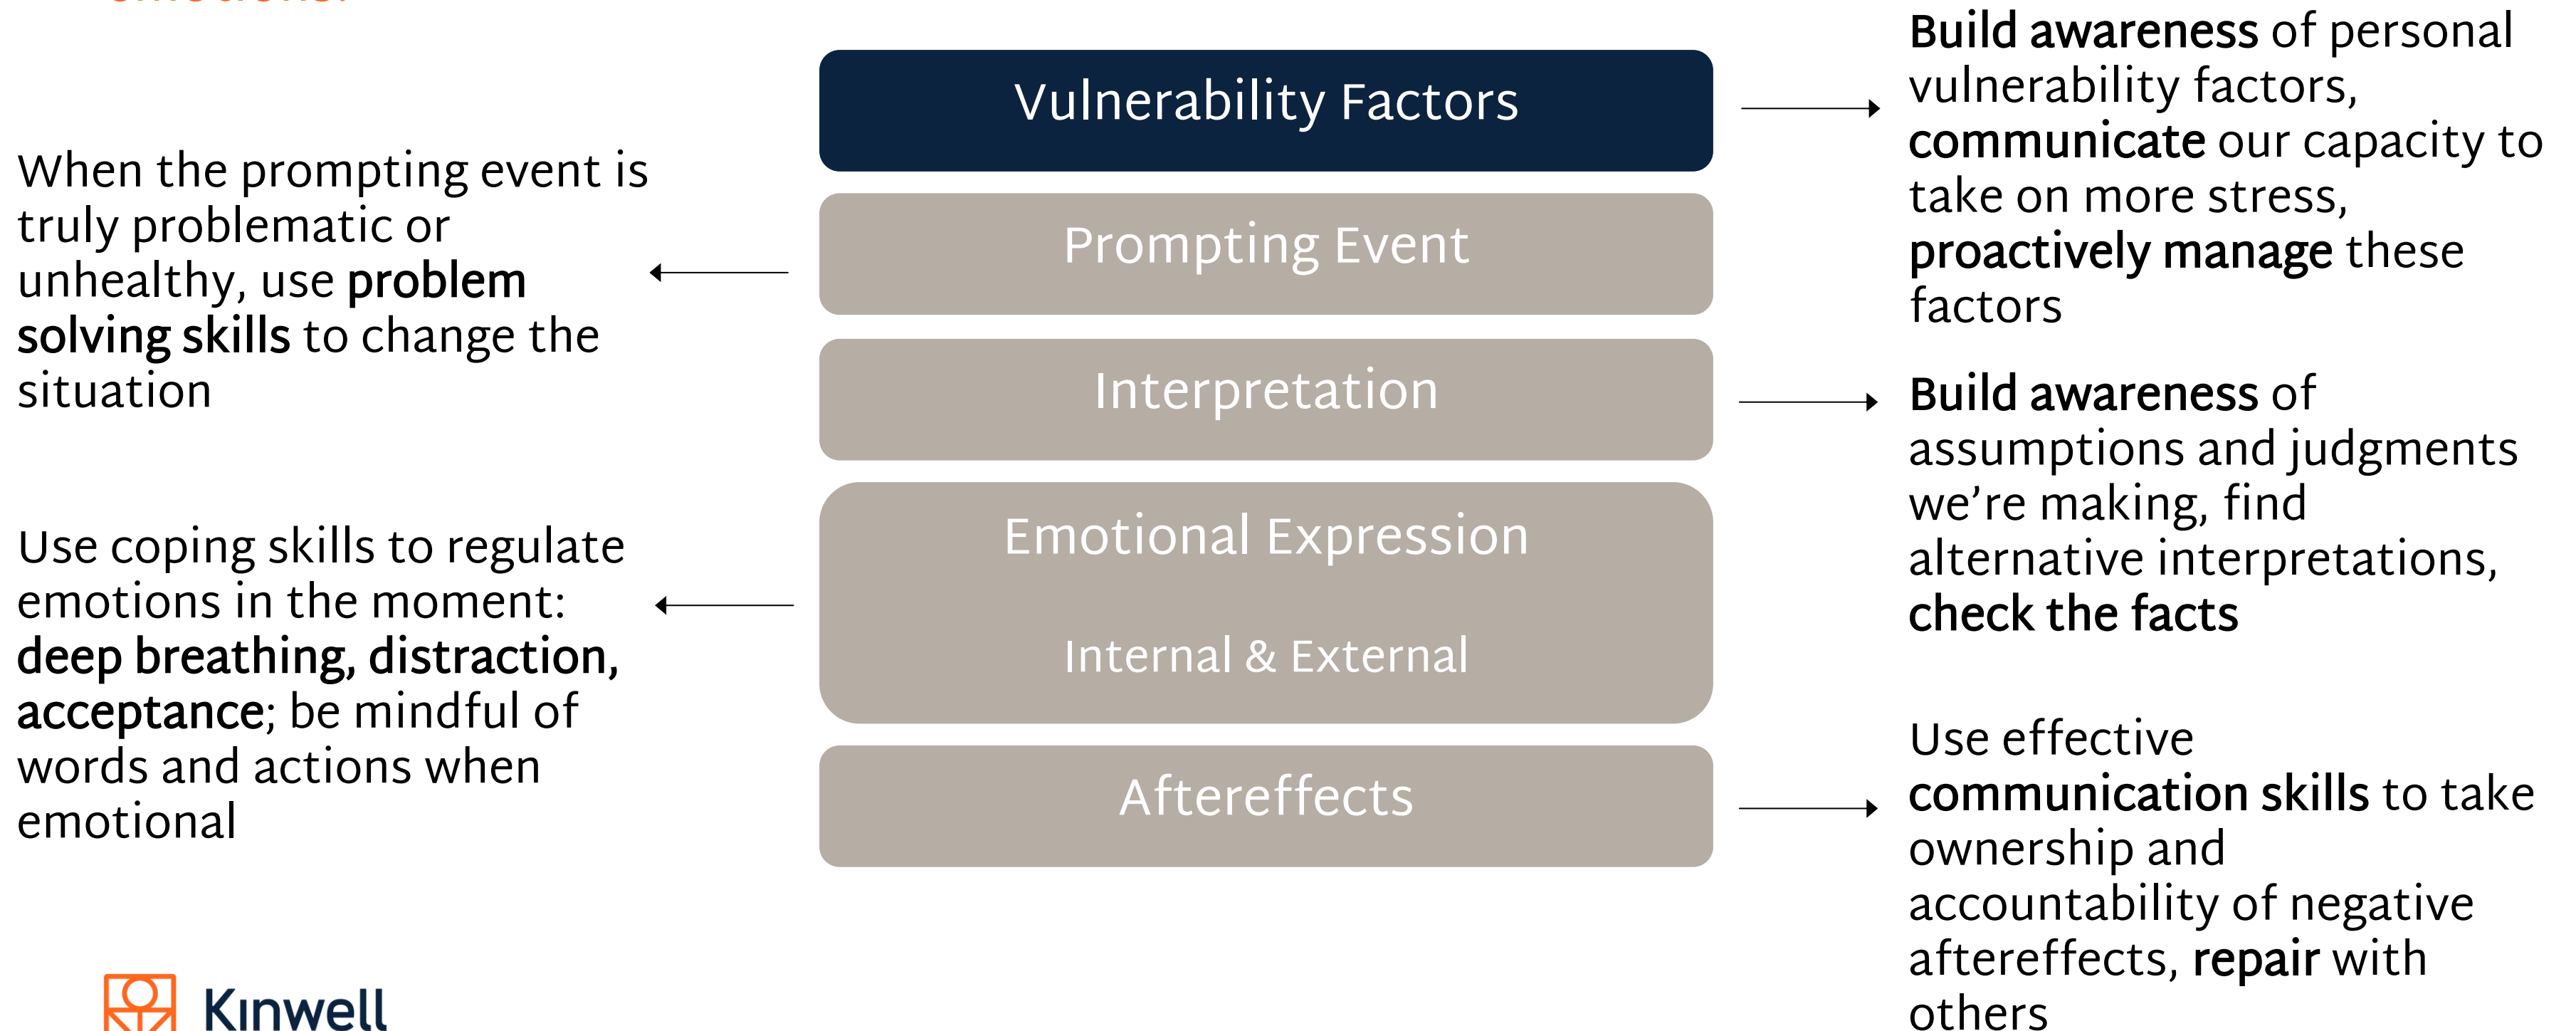 Vulnerability Factors
Prompting Event
Interpretation
Emotional Expression
Internal & External
Aftereffects
When the prompting event is
truly problematic or
unhealthy, use problem
solving skills to change the
situation
Use coping skills to regulate
emotions in the moment:
deep breathing, distraction,
acceptance; be mindful of
words and actions when
emotional
Build awareness of personal
vulnerability factors,
communicate our capacity to
take on more stress,
proactively manage these
factors
Build awareness of
assumptions and judgments
we’re making, find
alternative interpretations,
check the facts
Use effective
communication skills to take
ownership and
accountability of negative
aftereffects, repair with
others
Kinwell